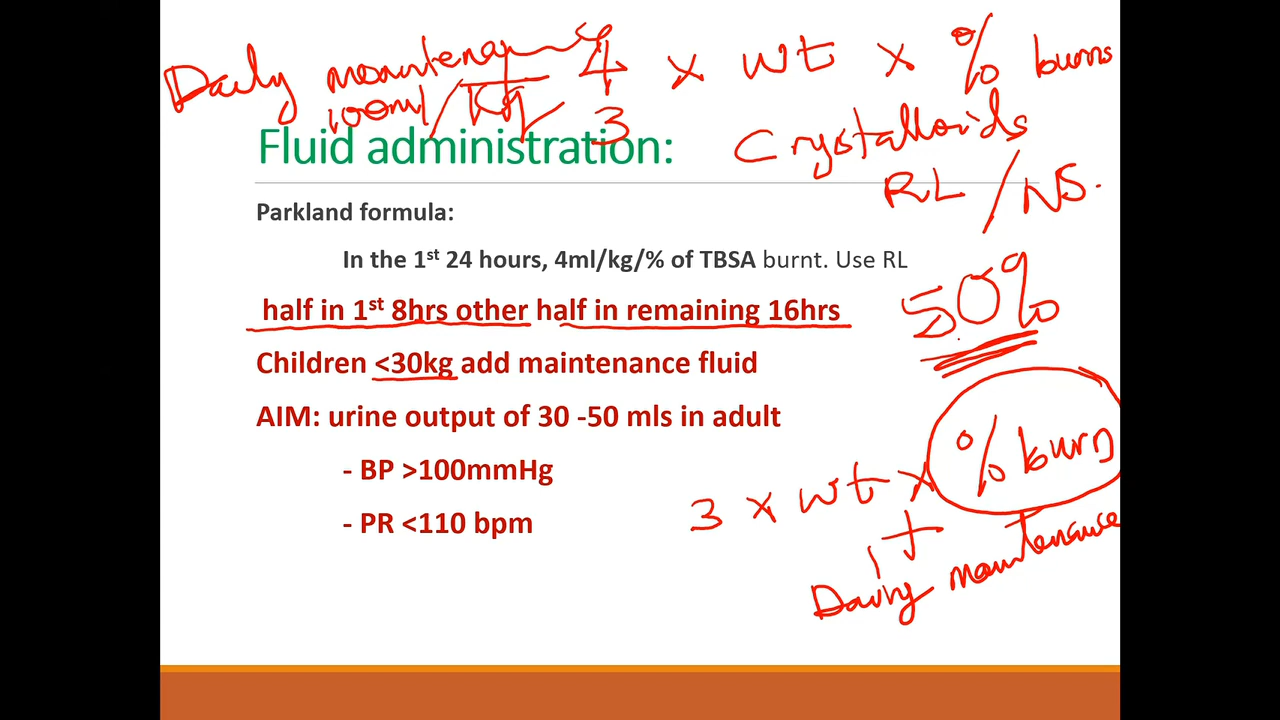 Daily maintenance 4 x wt x % burns
100ml/Kg 3 Crystalloids
RL / NS.
Fluid administration:
Parkland formula:
In the 1st 24 hours, 4ml/kg/% of TBSA burnt. Use RL
half in 1st 8hrs other half in remaining 16hrs
50%
Children <30kg add maintenance fluid
AIM: urine output of 30 -50 mls in adult
- BP >100mmHg
- PR <110 bpm
3 x wt x % burn
+
Daily maintenance